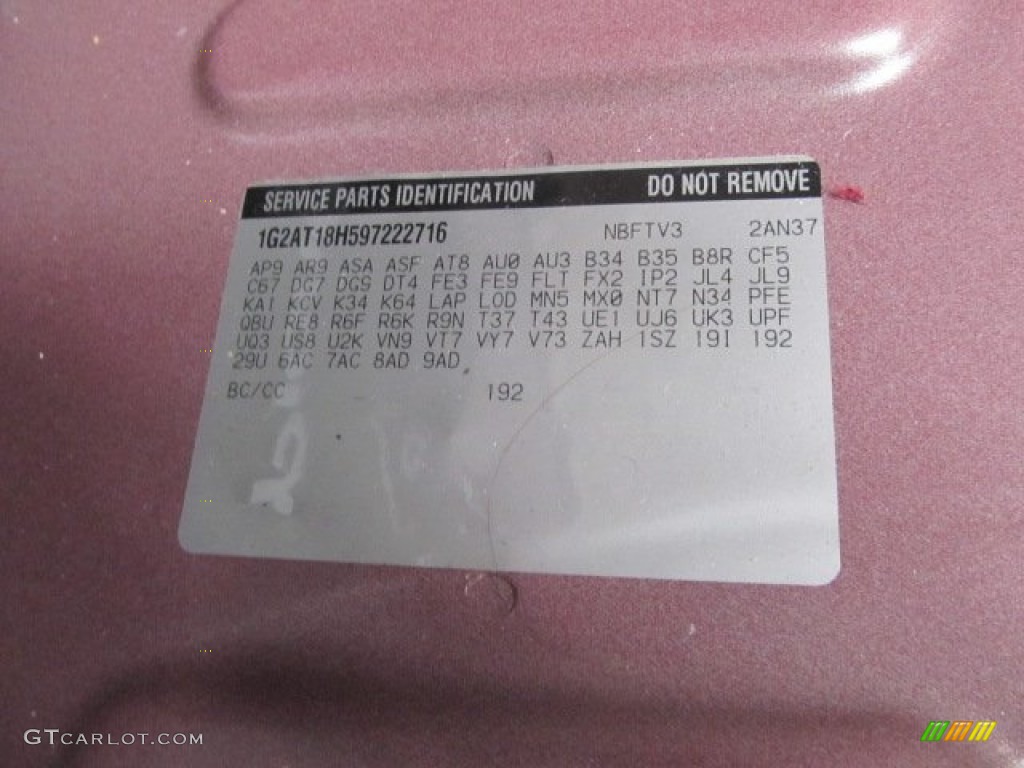 SERVICE PARTS IDENTIFICATION DO NOT REMOVE
1G2AT18H597222716 NBFTV3 2AN37
AP9 AR9 ASA ASF AT8 AU0 AU3 B34 B35 B8R CF5
C67 DG7 DGS DT4 FE3 FE9 FLT FX2 IP2 JL4 JL9
KA1 KCV K34 K64 LAP LOD MN5 MX0 NT7 N34 PFE
QBU RE8 R6F R6K R9N T37 T43 UE1 UJ6 UK3 UPF
UQ3 US8 U2K VN9 VT7 VY7 V73 ZAH 1SZ 19I 192
29U 6AC 7AC 8AD 9AD
BC/CC 192
GTCARLOT.COM